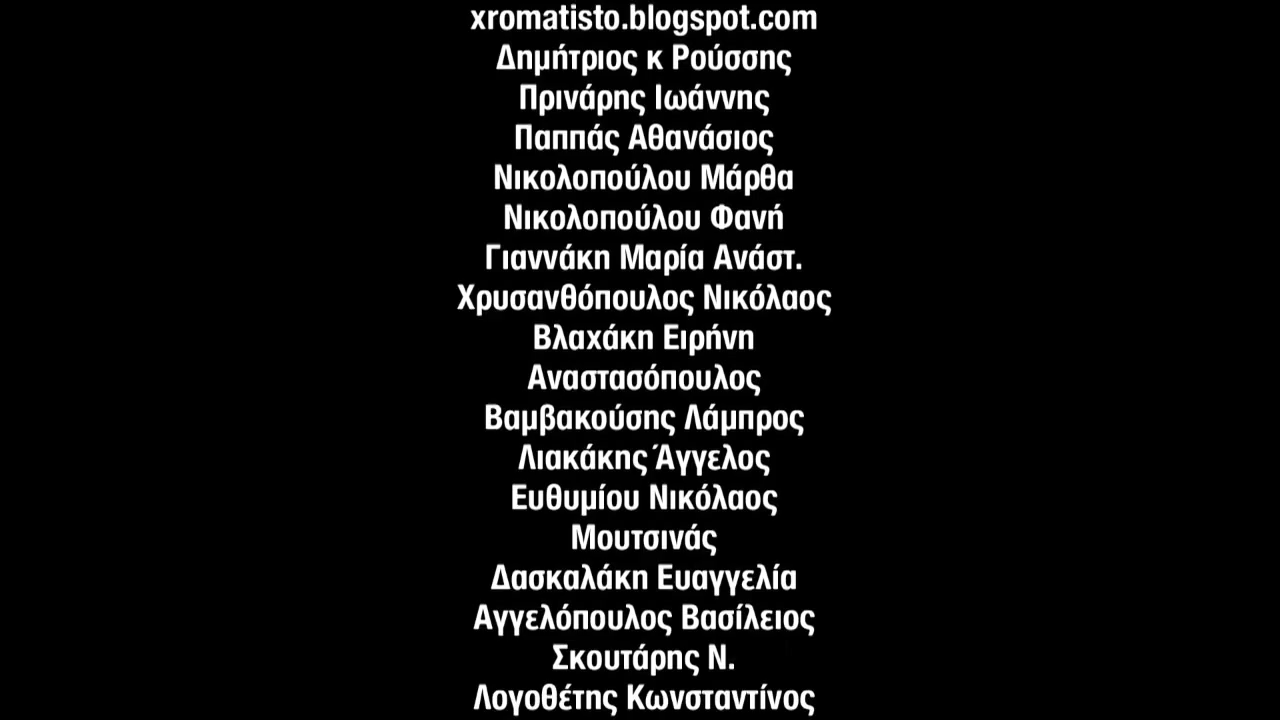 xromatisto.blogspot.com
Δημήτριος κ Ρούσσης
Πρινάρης Ιωάννης
Παππάς Αθανάσιος
Νικολοπούλου Μάρθα
Νικολοπούλου Φανή
Γιαννάκη Μαρία Ανάστ.
Χρυσανθόπουλος Νικόλαος
Βλαχάκη Ειρήνη
Αναστασόπουλος
Βαμβακούσης Λάμπρος
Λιακάκης Άγγελος
Ευθυμίου Νικόλαος
Μουτσινάς
Δασκαλάκη Ευαγγελία
Αγγελόπουλος Βασίλειος
Σκουτάρης Ν.
Λογοθέτης Κωνσταντίνος